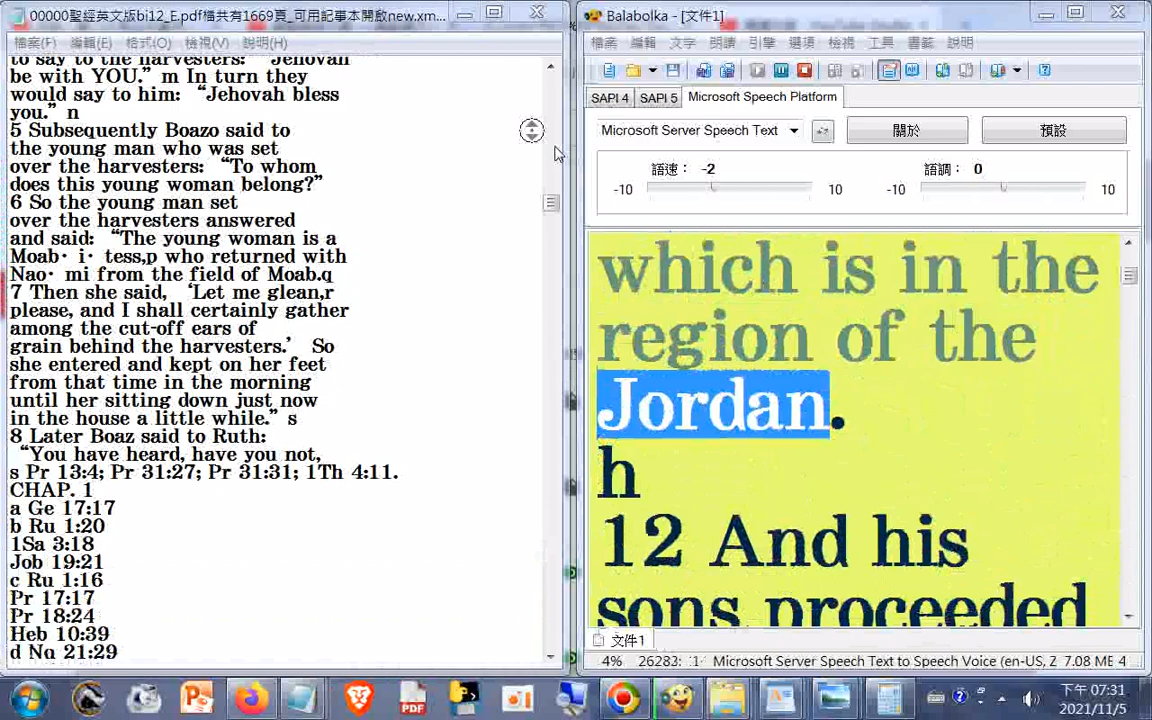 00000聖經英文版bi12_E.pdf檔共有1669頁_可用記事本開啟new.xm...
檔案(F) 編輯(E) 格式(O) 檢視(V) 說明(H)
to say to the harvesters: “Jehovah
be with YOU.” m In turn they
would say to him: “Jehovah bless
you.” n
5 Subsequently Boazo said to
the young man who was set
over the harvesters: “To whom
does this young woman belong?”
6 So the young man set
over the harvesters answered
and said: “The young woman is a
Moab· i· tess,p who returned with
Nao· mi from the field of Moab.q
7 Then she said, ‘Let me glean,r
please, and I shall certainly gather
among the cut-off ears of
grain behind the harvesters.’ So
she entered and kept on her feet
from that time in the morning
until her sitting down just now
in the house a little while.” s
8 Later Boaz said to Ruth:
“You have heard, have you not,
s Pr 13:4; Pr 31:27; Pr 31:31; 1Th 4:11.
CHAP. 1
a Ge 17:17
b Ru 1:20
1Sa 3:18
Job 19:21
c Ru 1:16
Pr 17:17
Pr 18:24
Heb 10:39
d Nu 21:29
Balabolka - [文件1]
檔案 編輯 文字 朗讀 引擎 選項 檢視 工具 書籤 說明
SAPI 4 SAPI 5 Microsoft Speech Platform
Microsoft Server Speech Text 關於 預設
語速： -2 語調： 0
-10 10 -10 10
which is in the
region of the
Jordan.
h
12 And his
sons proceeded
文件1
4% 26283: Microsoft Server Speech Text to Speech Voice (en-US, Z 7.08 ME 4
PDF
下午 07:31
2021/11/5